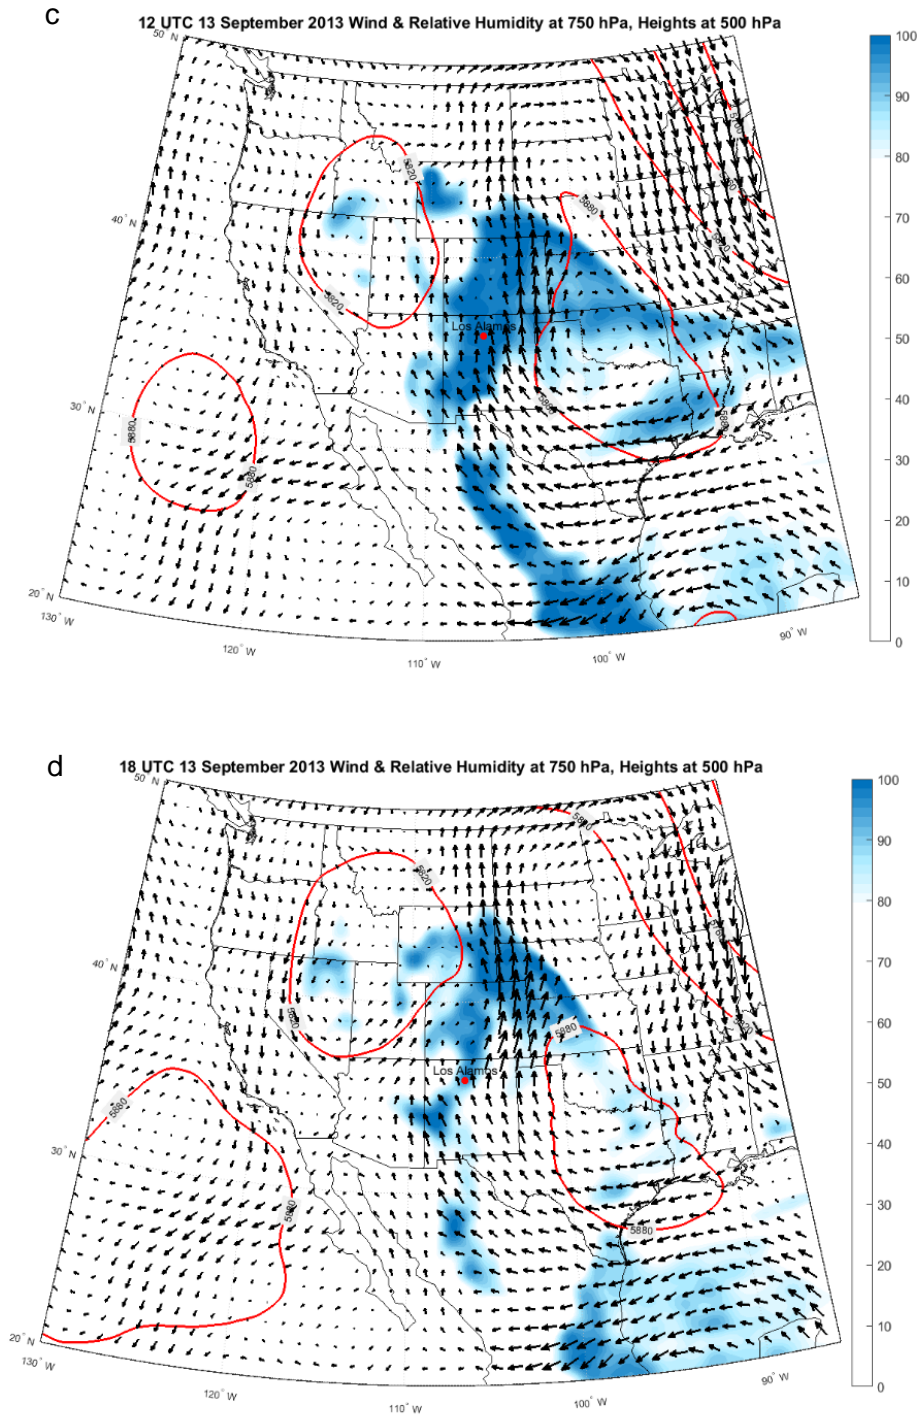 c
12 UTC 13 September 2013 Wind & Relative Humidity at 750 hPa, Heights at 500 hPa
50° N
40° N
30° N
20° N
130° W
120° W
110° W
100° W
90° W
5820
5820
5880
5880
5880
5880
5880
Los Alamos
100
90
80
70
60
50
40
30
20
10
0
d
18 UTC 13 September 2013 Wind & Relative Humidity at 750 hPa, Heights at 500 hPa
50° N
40° N
30° N
20° N
130° W
120° W
110° W
100° W
90° W
5820
5820
5880
5880
5880
5880
Los Alamos
100
90
80
70
60
50
40
30
20
10
0